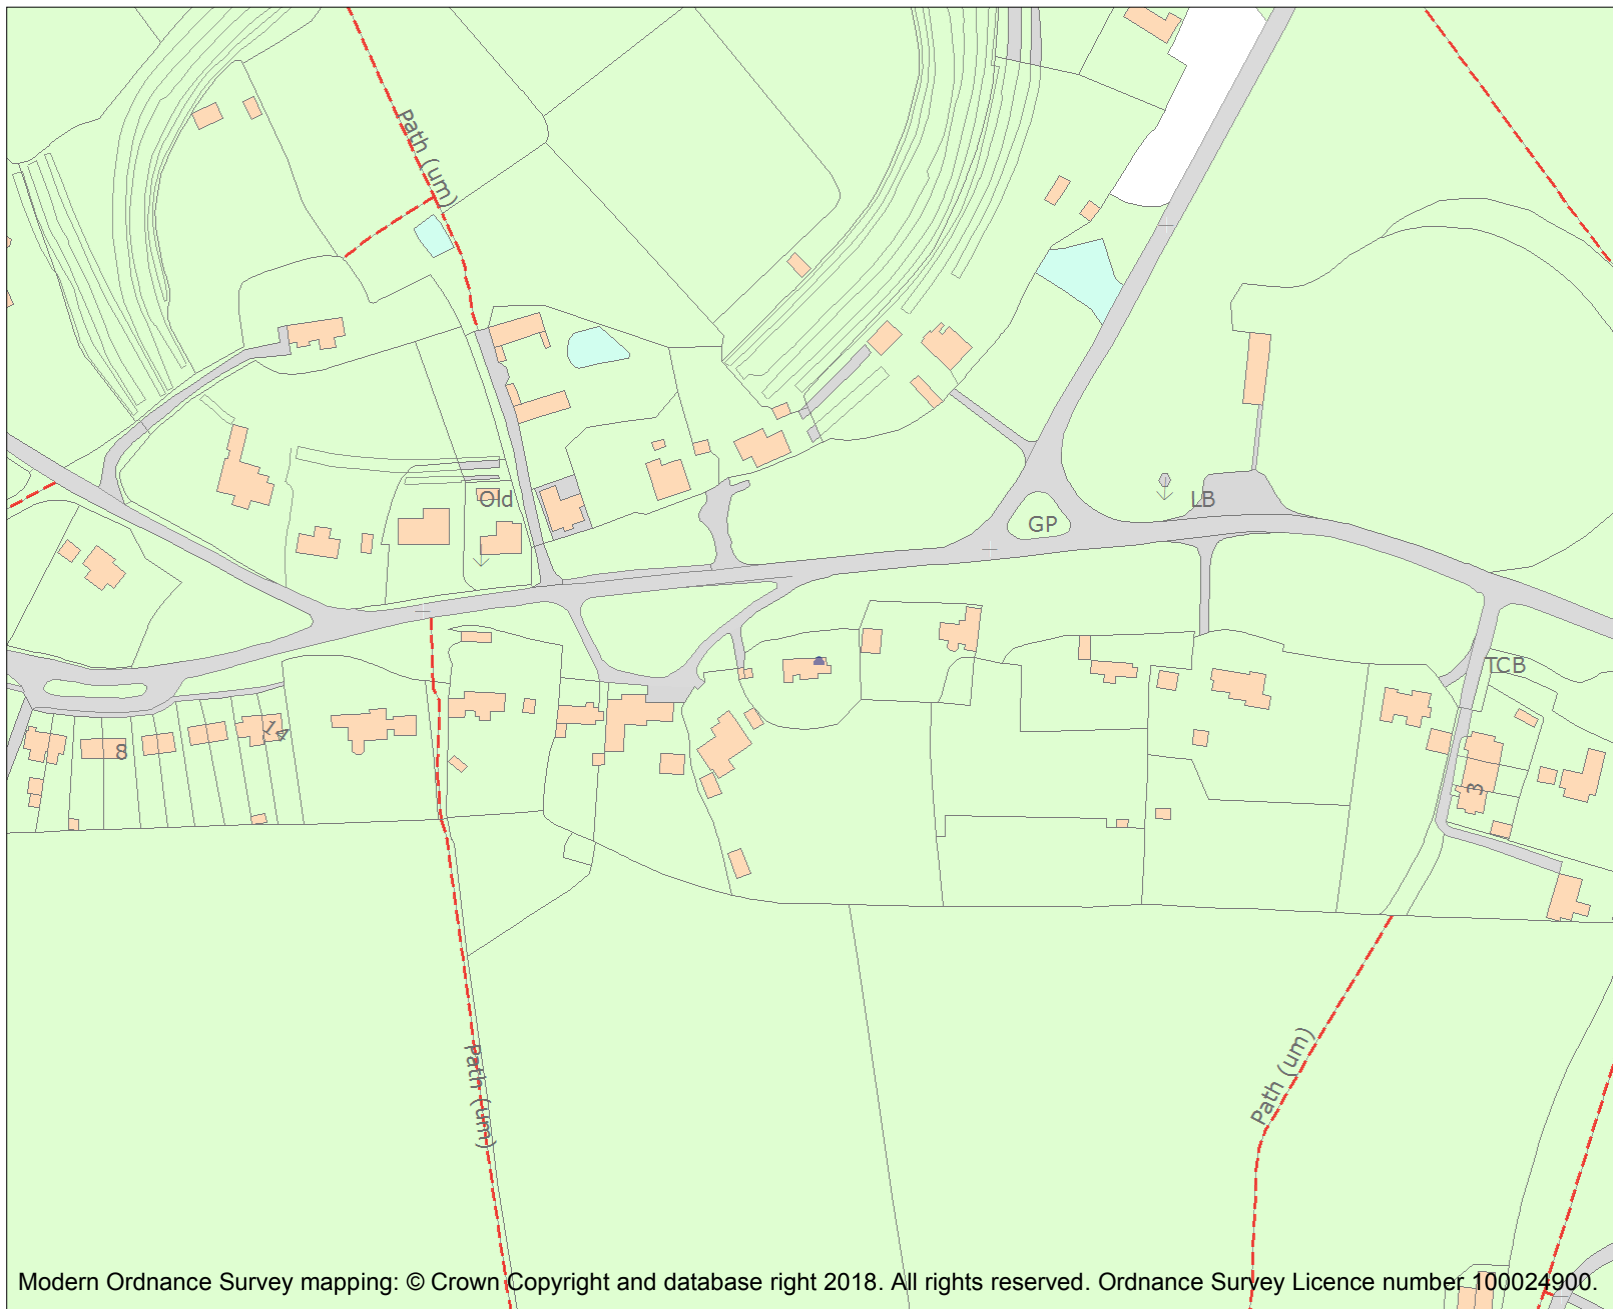 Path (um)
Old
LB
GP
TCB
14
8
3
Path (um)
Path (um)
Modern Ordnance Survey mapping: © Crown Copyright and database right 2018. All rights reserved. Ordnance Survey Licence number 100024900.